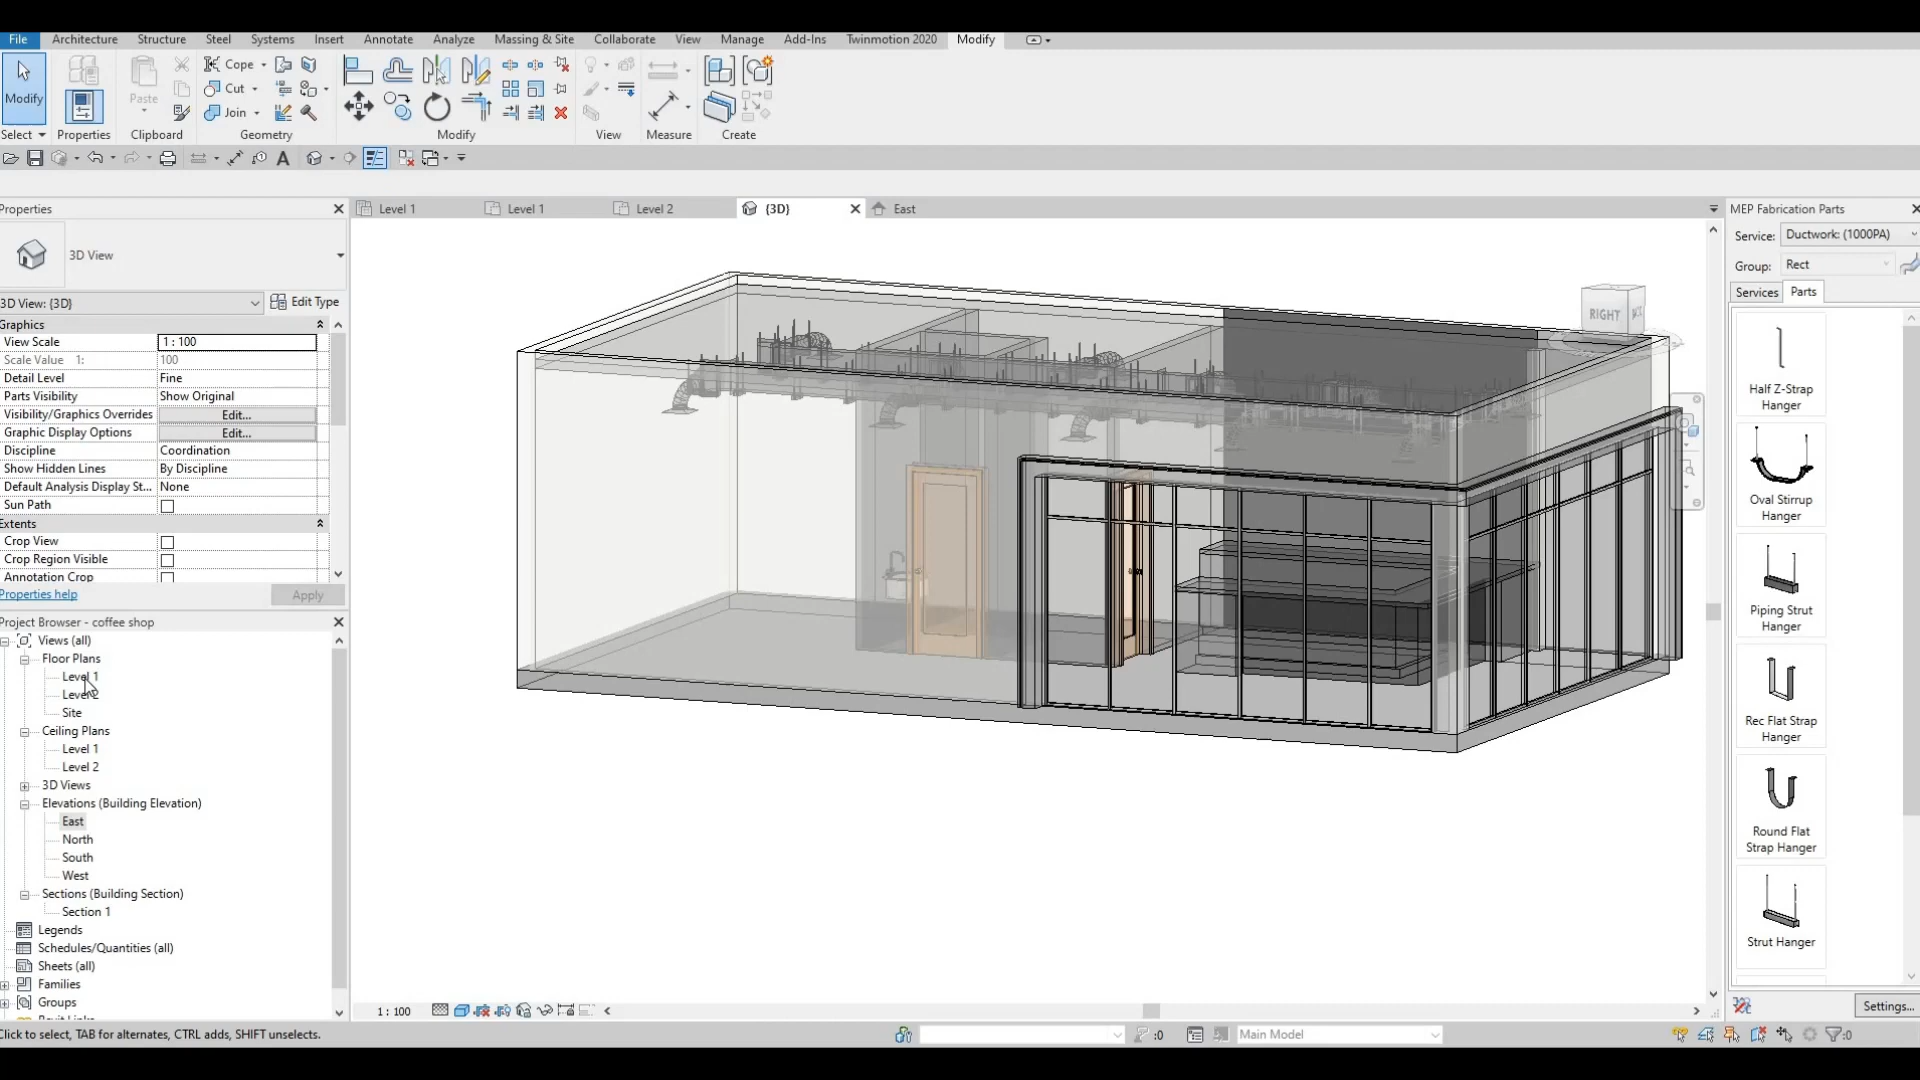 File Architecture Structure Steel Systems Insert Annotate Analyze Massing & Site Collaborate View Manage Add-Ins Twinmotion 2020 Modify
Cope
Cut
Join
Modify
Paste
Select Properties Clipboard Geometry Modify View Measure Create
A
Properties
3D View
3D View: {3D} Edit Type
Graphics
View Scale 1 : 100
Scale Value 1: 100
Detail Level Fine
Parts Visibility Show Original
Visibility/Graphics Overrides Edit...
Graphic Display Options Edit...
Discipline Coordination
Show Hidden Lines By Discipline
Default Analysis Display St... None
Sun Path
Extents
Crop View
Crop Region Visible
Annotation Crop
Properties help Apply
Project Browser - coffee shop
Views (all)
Floor Plans
Level 1
Level 2
Site
Ceiling Plans
Level 1
Level 2
3D Views
Elevations (Building Elevation)
East
North
South
West
Sections (Building Section)
Section 1
Legends
Schedules/Quantities (all)
Sheets (all)
Families
Groups
Revit Links
Level 1 Level 1 Level 2 {3D} East
RIGHT
1 : 100
MEP Fabrication Parts
Service: Ductwork: (1000PA)
Group: Rect
Services Parts
Half Z-Strap
Hanger
Oval Stirrup
Hanger
Piping Strut
Hanger
Rec Flat Strap
Hanger
Round Flat
Strap Hanger
Strut Hanger
Settings...
Click to select, TAB for alternates, CTRL adds, SHIFT unselects. :0 Main Model :0